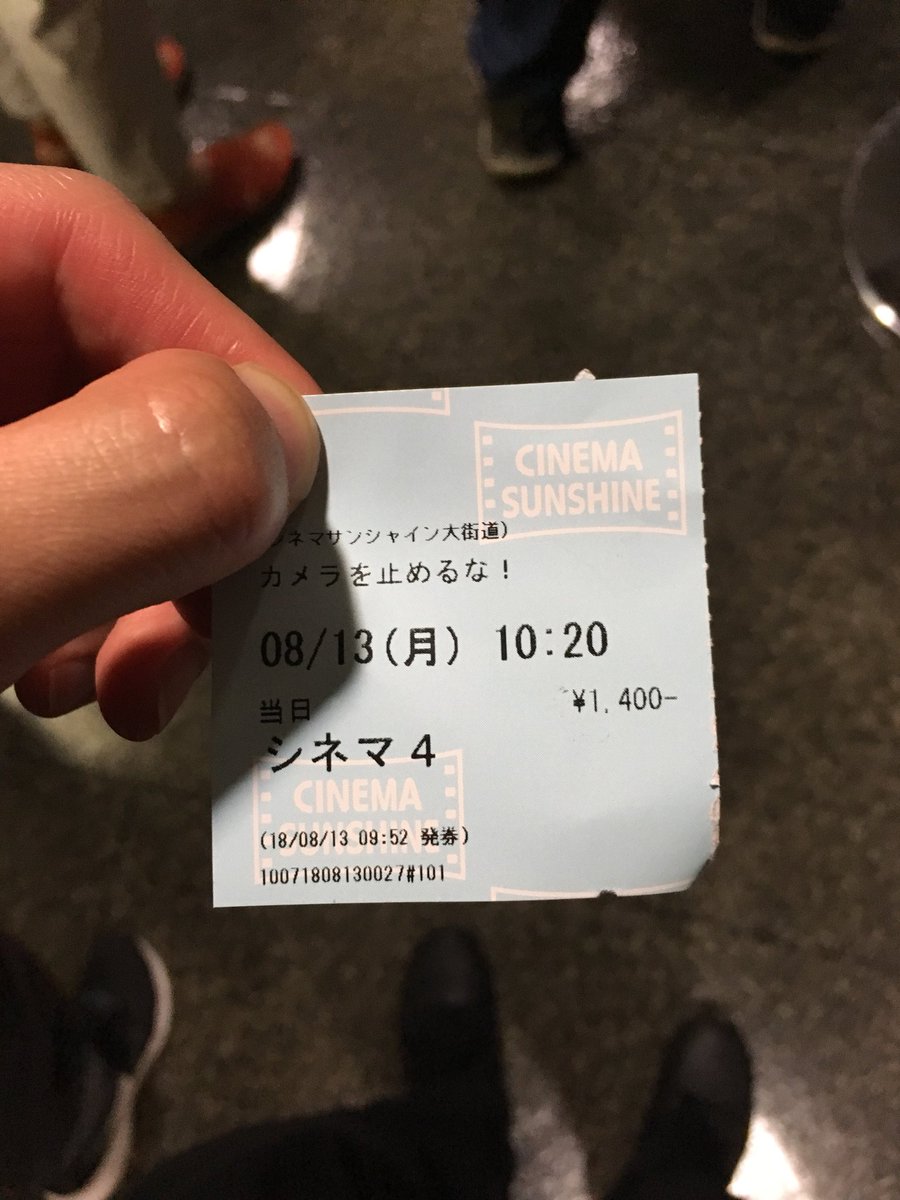 CINEMA
SUNSHINE
シネマサンシャイン大街道)
カメラを止めるな！
08/13(月) 10:20
当日 ¥1,400-
シネマ4
CINEMA
SUNSHINE
(18/08/13 09:52 発券)
10071808130027#101